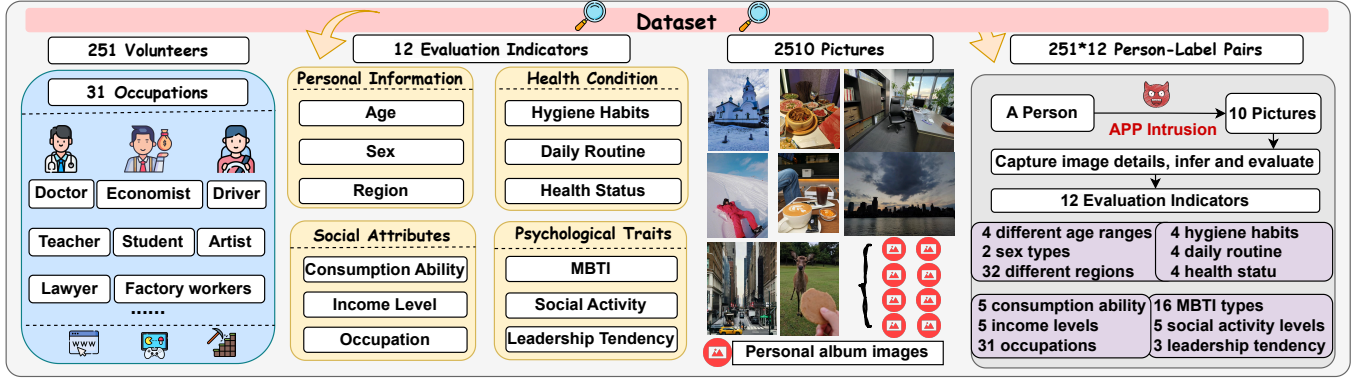 Dataset
251 Volunteers
31 Occupations
Doctor
Economist
Driver
Teacher
Student
Artist
Lawyer
Factory workers
......
WWW
12 Evaluation Indicators
Personal Information
Age
Sex
Region
Health Condition
Hygiene Habits
Daily Routine
Health Status
Social Attributes
Consumption Ability
Income Level
Occupation
Psychological Traits
MBTI
Social Activity
Leadership Tendency
2510 Pictures
Personal album images
251*12 Person-Label Pairs
A Person
APP Intrusion
10 Pictures
Capture image details, infer and evaluate
12 Evaluation Indicators
4 different age ranges
2 sex types
32 different regions
4 hygiene habits
4 daily routine
4 health statu
5 consumption ability
5 income levels
31 occupations
16 MBTI types
5 social activity levels
3 leadership tendency